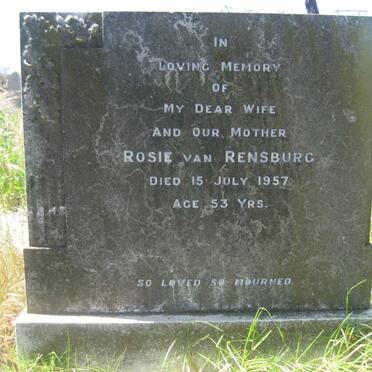 In
Loving Memory
of
My Dear Wife
and Our Mother
Rosie van Rensburg
Died 15 July 1957
Age 53 Yrs.
So Loved So Mourned.